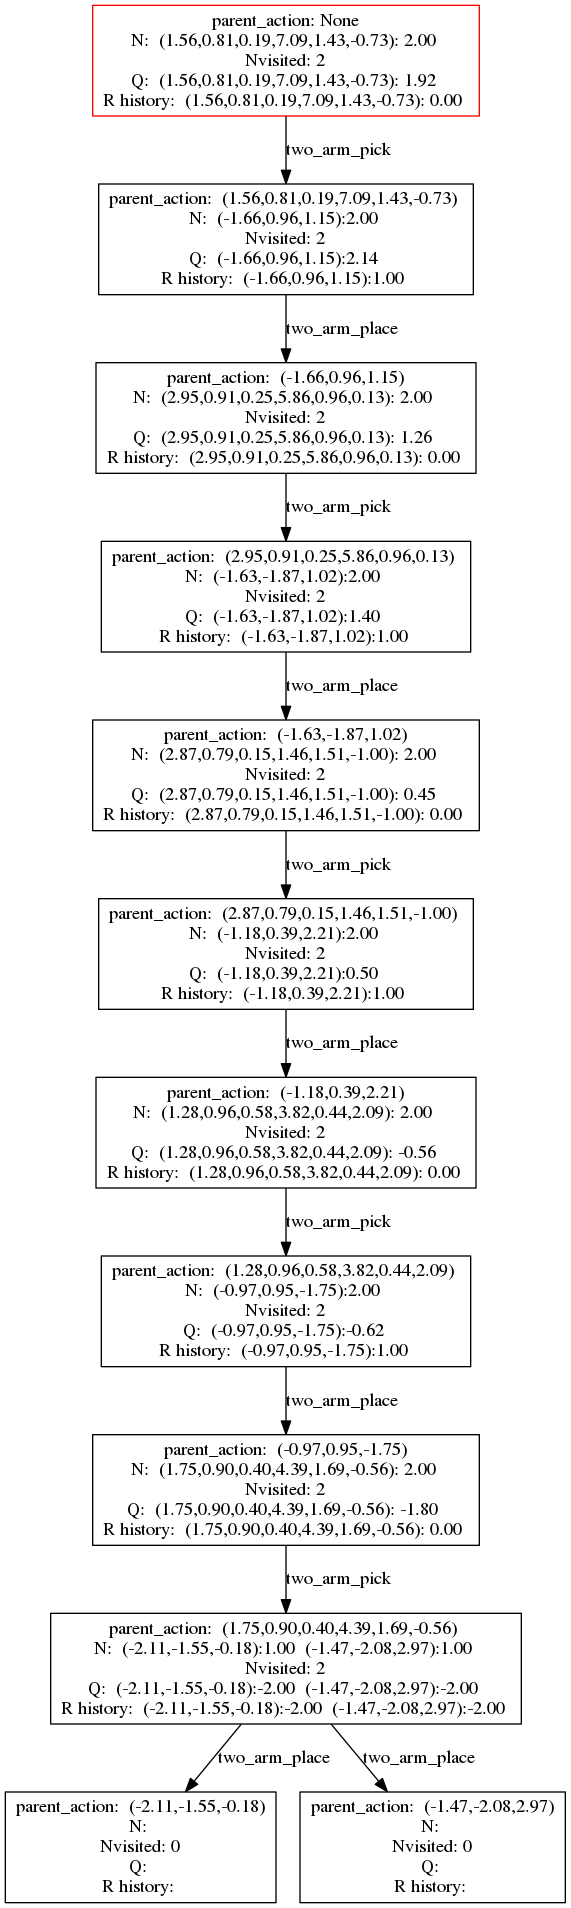 parent_action: None
N:  (1.56,0.81,0.19,7.09,1.43,-0.73): 2.00
Nvisited: 2
Q:  (1.56,0.81,0.19,7.09,1.43,-0.73): 1.92
R history:  (1.56,0.81,0.19,7.09,1.43,-0.73): 0.00
two_arm_pick
parent_action:  (1.56,0.81,0.19,7.09,1.43,-0.73)
N:  (-1.66,0.96,1.15):2.00
Nvisited: 2
Q:  (-1.66,0.96,1.15):2.14
R history:  (-1.66,0.96,1.15):1.00
two_arm_place
parent_action:  (-1.66,0.96,1.15)
N:  (2.95,0.91,0.25,5.86,0.96,0.13): 2.00
Nvisited: 2
Q:  (2.95,0.91,0.25,5.86,0.96,0.13): 1.26
R history:  (2.95,0.91,0.25,5.86,0.96,0.13): 0.00
two_arm_pick
parent_action:  (2.95,0.91,0.25,5.86,0.96,0.13)
N:  (-1.63,-1.87,1.02):2.00
Nvisited: 2
Q:  (-1.63,-1.87,1.02):1.40
R history:  (-1.63,-1.87,1.02):1.00
two_arm_place
parent_action:  (-1.63,-1.87,1.02)
N:  (2.87,0.79,0.15,1.46,1.51,-1.00): 2.00
Nvisited: 2
Q:  (2.87,0.79,0.15,1.46,1.51,-1.00): 0.45
R history:  (2.87,0.79,0.15,1.46,1.51,-1.00): 0.00
two_arm_pick
parent_action:  (2.87,0.79,0.15,1.46,1.51,-1.00)
N:  (-1.18,0.39,2.21):2.00
Nvisited: 2
Q:  (-1.18,0.39,2.21):0.50
R history:  (-1.18,0.39,2.21):1.00
two_arm_place
parent_action:  (-1.18,0.39,2.21)
N:  (1.28,0.96,0.58,3.82,0.44,2.09): 2.00
Nvisited: 2
Q:  (1.28,0.96,0.58,3.82,0.44,2.09): -0.56
R history:  (1.28,0.96,0.58,3.82,0.44,2.09): 0.00
two_arm_pick
parent_action:  (1.28,0.96,0.58,3.82,0.44,2.09)
N:  (-0.97,0.95,-1.75):2.00
Nvisited: 2
Q:  (-0.97,0.95,-1.75):-0.62
R history:  (-0.97,0.95,-1.75):1.00
two_arm_place
parent_action:  (-0.97,0.95,-1.75)
N:  (1.75,0.90,0.40,4.39,1.69,-0.56): 2.00
Nvisited: 2
Q:  (1.75,0.90,0.40,4.39,1.69,-0.56): -1.80
R history:  (1.75,0.90,0.40,4.39,1.69,-0.56): 0.00
two_arm_pick
parent_action:  (1.75,0.90,0.40,4.39,1.69,-0.56)
N:  (-2.11,-1.55,-0.18):1.00  (-1.47,-2.08,2.97):1.00
Nvisited: 2
Q:  (-2.11,-1.55,-0.18):-2.00  (-1.47,-2.08,2.97):-2.00
R history:  (-2.11,-1.55,-0.18):-2.00  (-1.47,-2.08,2.97):-2.00
two_arm_place
two_arm_place
parent_action:  (-2.11,-1.55,-0.18)
N:
Nvisited: 0
Q:
R history:
parent_action:  (-1.47,-2.08,2.97)
N:
Nvisited: 0
Q:
R history: